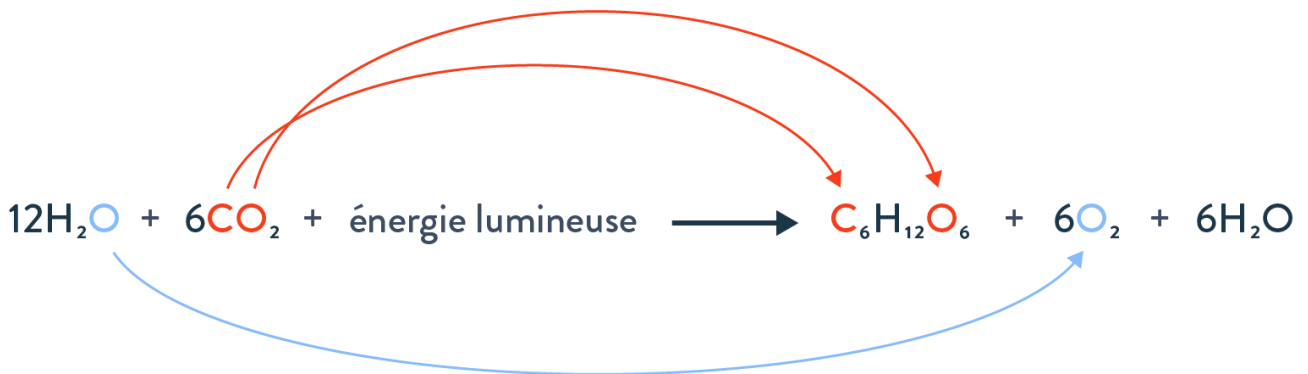 12H₂O + 6CO₂ + énergie lumineuse → C₆H₁₂O₆ + 6O₂ + 6H₂O